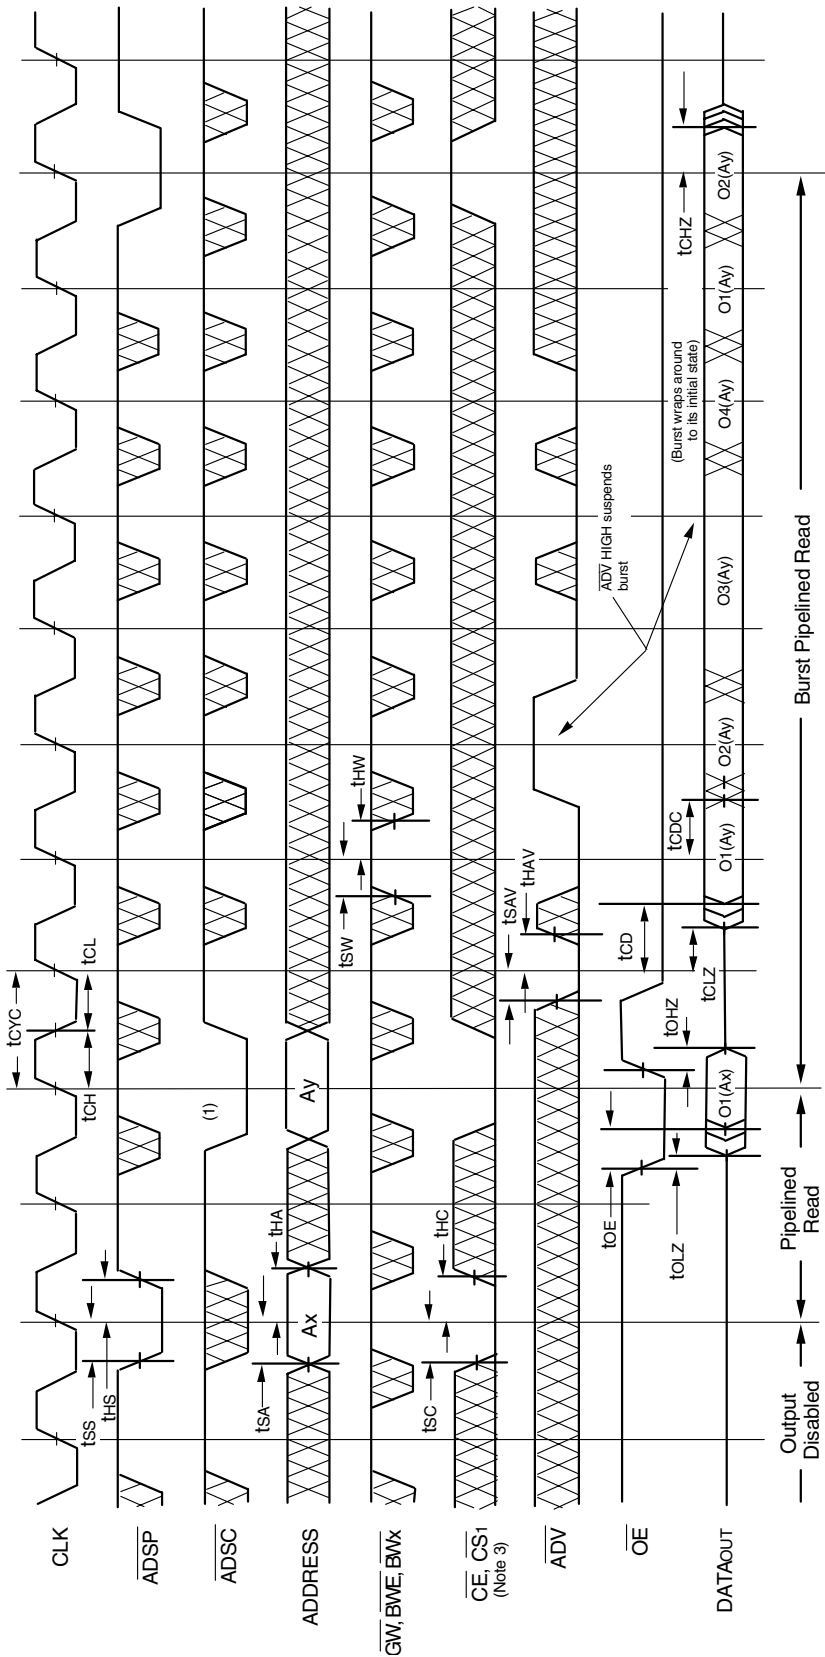 CLK
tCYC
tCH
tCL
tSS
tHS
ADSP
ADSC
(1)
ADDRESS
Ax
Ay
tSA
tHA
GW, BWE, BWx
tSW
tHW
CE, CS1
(Note 3)
tSC
tHC
ADV
tSAV
tHAV
ADV HIGH suspends
burst
OE
tOE
tOHZ
tCD
tOLZ
tCLZ
tCDC
(Burst wraps around
to its initial state)
tCHZ
DATAOUT
O1(Ax)
O1(Ay)
O2(Ay)
O3(Ay)
O4(Ay)
O1(Ay)
O2(Ay)
Output
Disabled
Pipelined
Read
Burst Pipelined Read